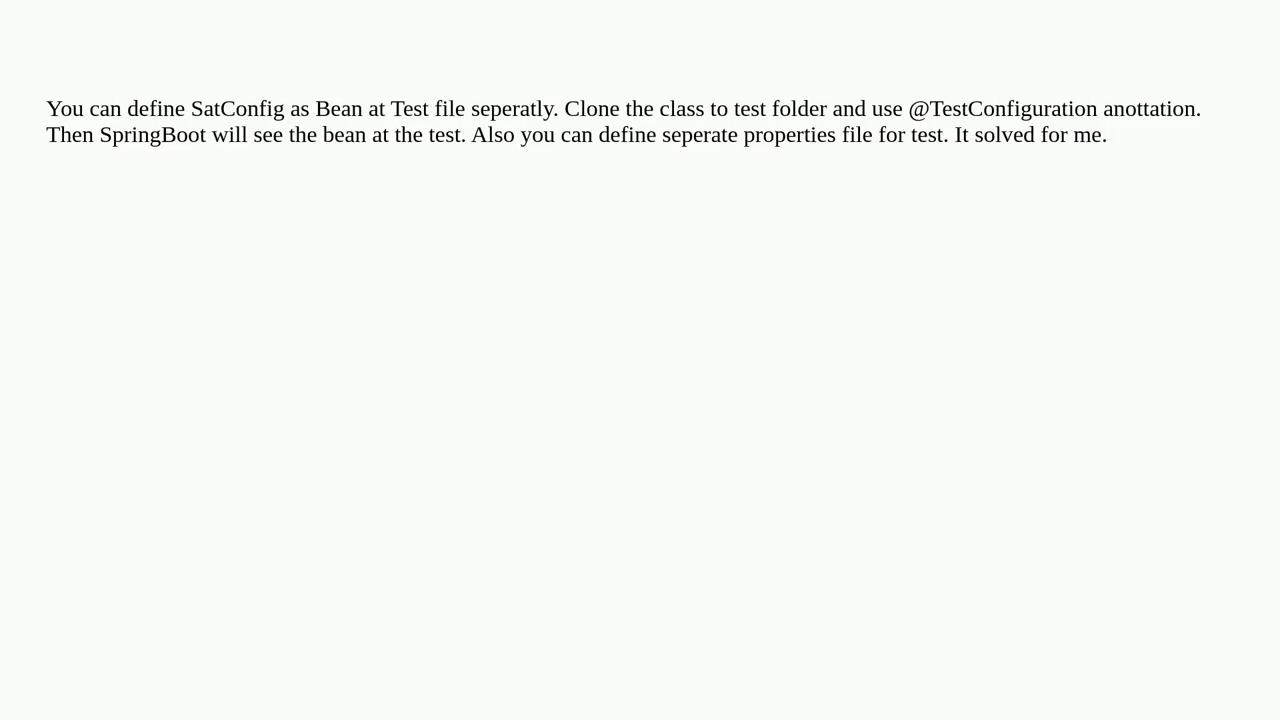 You can define SatConfig as Bean at Test file seperatly. Clone the class to test folder and use @TestConfiguration anottation.
Then SpringBoot will see the bean at the test. Also you can define seperate properties file for test. It solved for me.